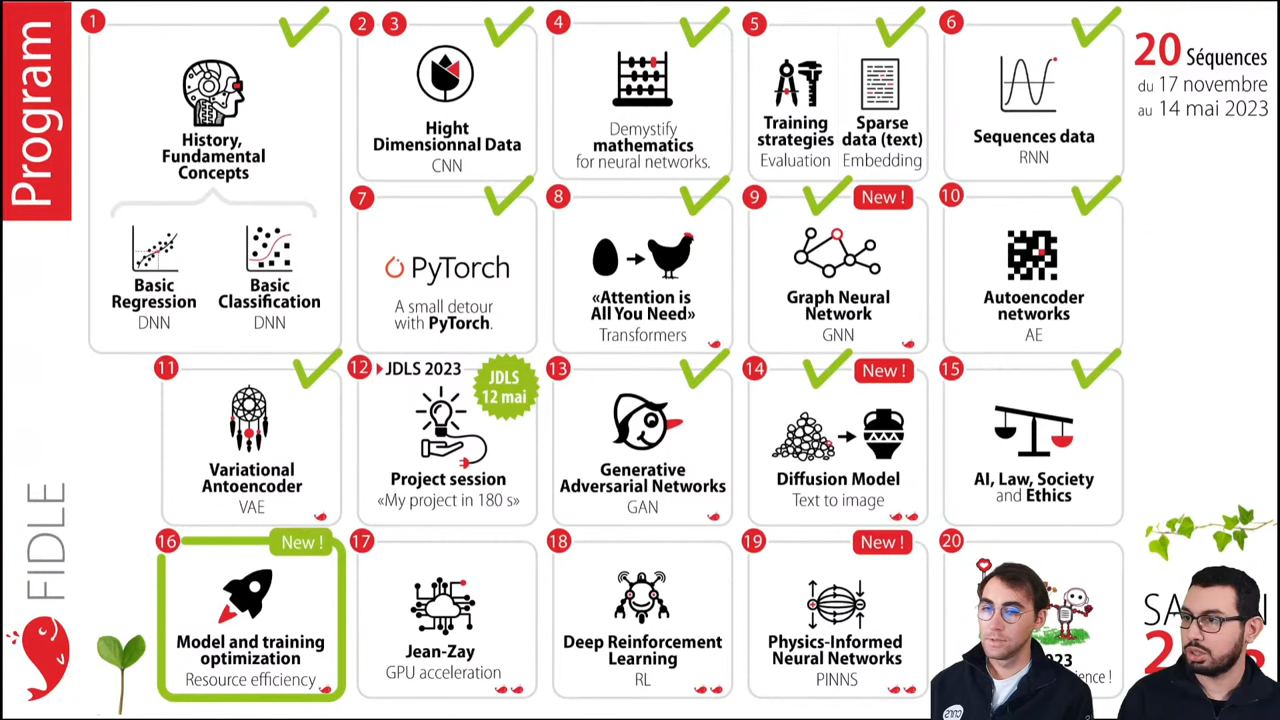 Program
1
History,
Fundamental
Concepts
Basic
Regression
DNN
Basic
Classification
DNN
2 3
Hight
Dimensionnal Data
CNN
4
Demystify
mathematics
for neural networks.
5
Training
strategies
Evaluation
Sparse
data (text)
Embedding
6
Sequences data
RNN
20 Séquences
du 17 novembre
au 14 mai 2023
7
PyTorch
A small detour
with PyTorch.
8
«Attention is
All You Need»
Transformers
9
New !
Graph Neural
Network
GNN
10
Autoencoder
networks
AE
11
Variational
Antoencoder
VAE
12 JDLS 2023
JDLS
12 mai
Project session
«My project in 180 s»
13
Generative
Adversarial Networks
GAN
14
New !
Diffusion Model
Text to image
15
AI, Law, Society
and Ethics
FIDLE
16
New !
Model and training
optimization
Resource efficiency
17
Jean-Zay
GPU acceleration
18
Deep Reinforcement
Learning
RL
19
New !
Physics-Informed
Neural Networks
PINNS
20